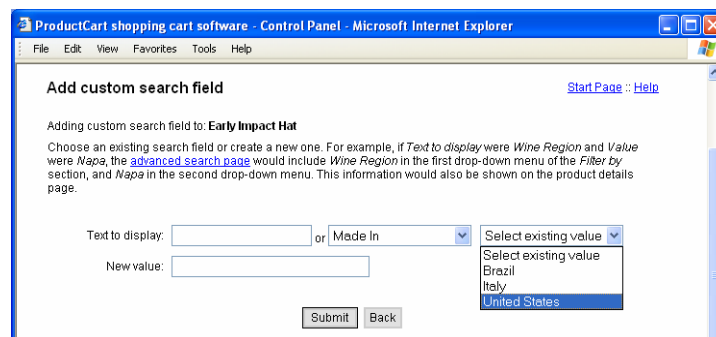 ProductCart shopping cart software - Control Panel - Microsoft Internet Explorer
File Edit View Favorites Tools Help
Add custom search field
Start Page :: Help
Adding custom search field to: Early Impact Hat
Choose an existing search field or create a new one. For example, if Text to display were Wine Region and Value
were Napa, the advanced search page would include Wine Region in the first drop-down menu of the Filter by
section, and Napa in the second drop-down menu. This information would also be shown on the product details
page.
Text to display: or Made In Select existing value
Select existing value
New value: Brazil
Italy
United States
Submit Back